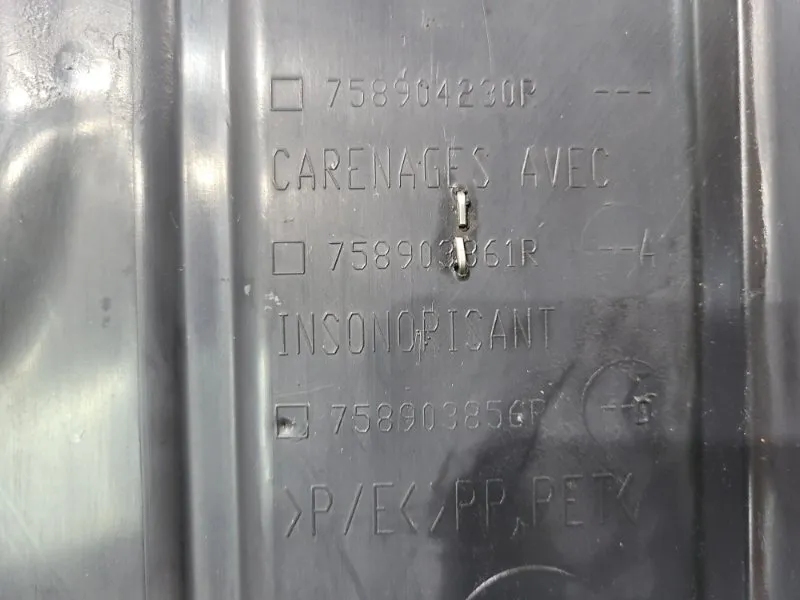 758904230R ---
CARENAGES AVEC
758903861R --A
INSONORISANT
758903856R
>P/E<>PP,PET<